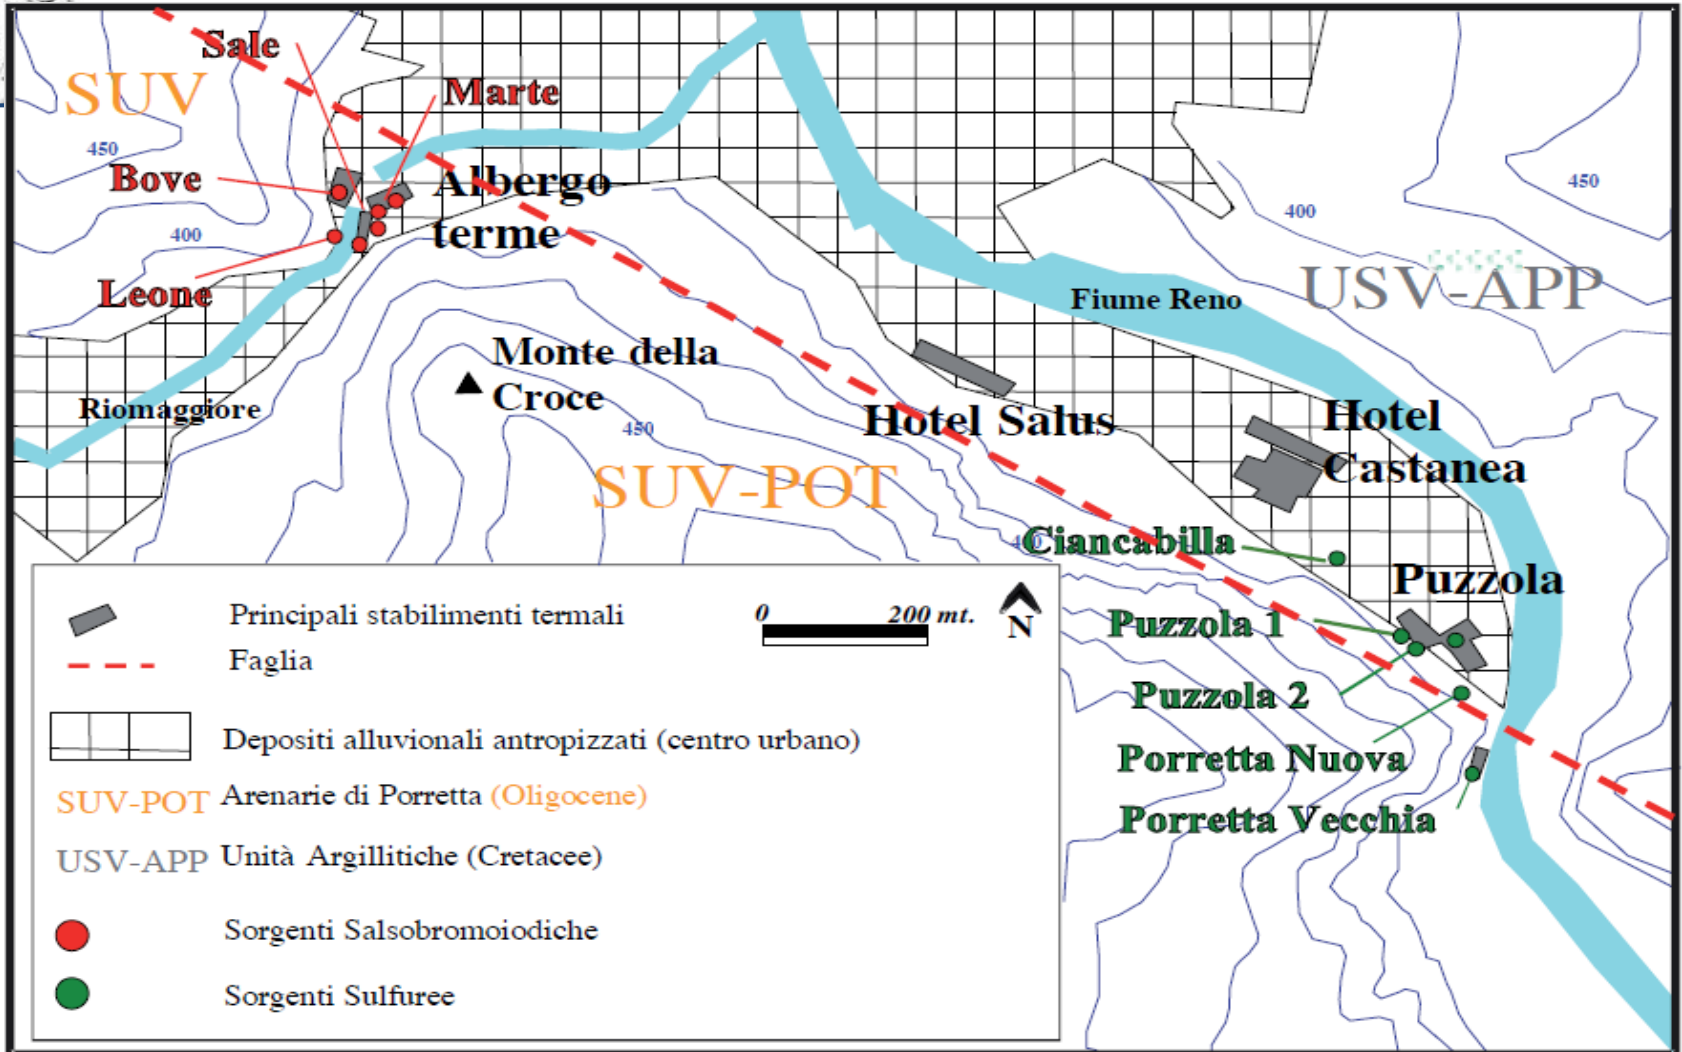 Sale
SUV
Marte
450
Bove
Albergo
terme
450
400
400
USV-APP
Leone
Fiume Reno
Monte della
Croce
Riomaggiore
450
Hotel Salus
Hotel
Castanea
SUV-POT
Ciancabilla
Puzzola
Puzzola 1
Puzzola 2
Porretta Nuova
Porretta Vecchia
Principali stabilimenti termali
0 200 mt.
N
Faglia
Depositi alluvionali antropizzati (centro urbano)
SUV-POT Arenarie di Porretta (Oligocene)
USV-APP Unità Argillitiche (Cretacee)
Sorgenti Salsobromoiodiche
Sorgenti Sulfuree